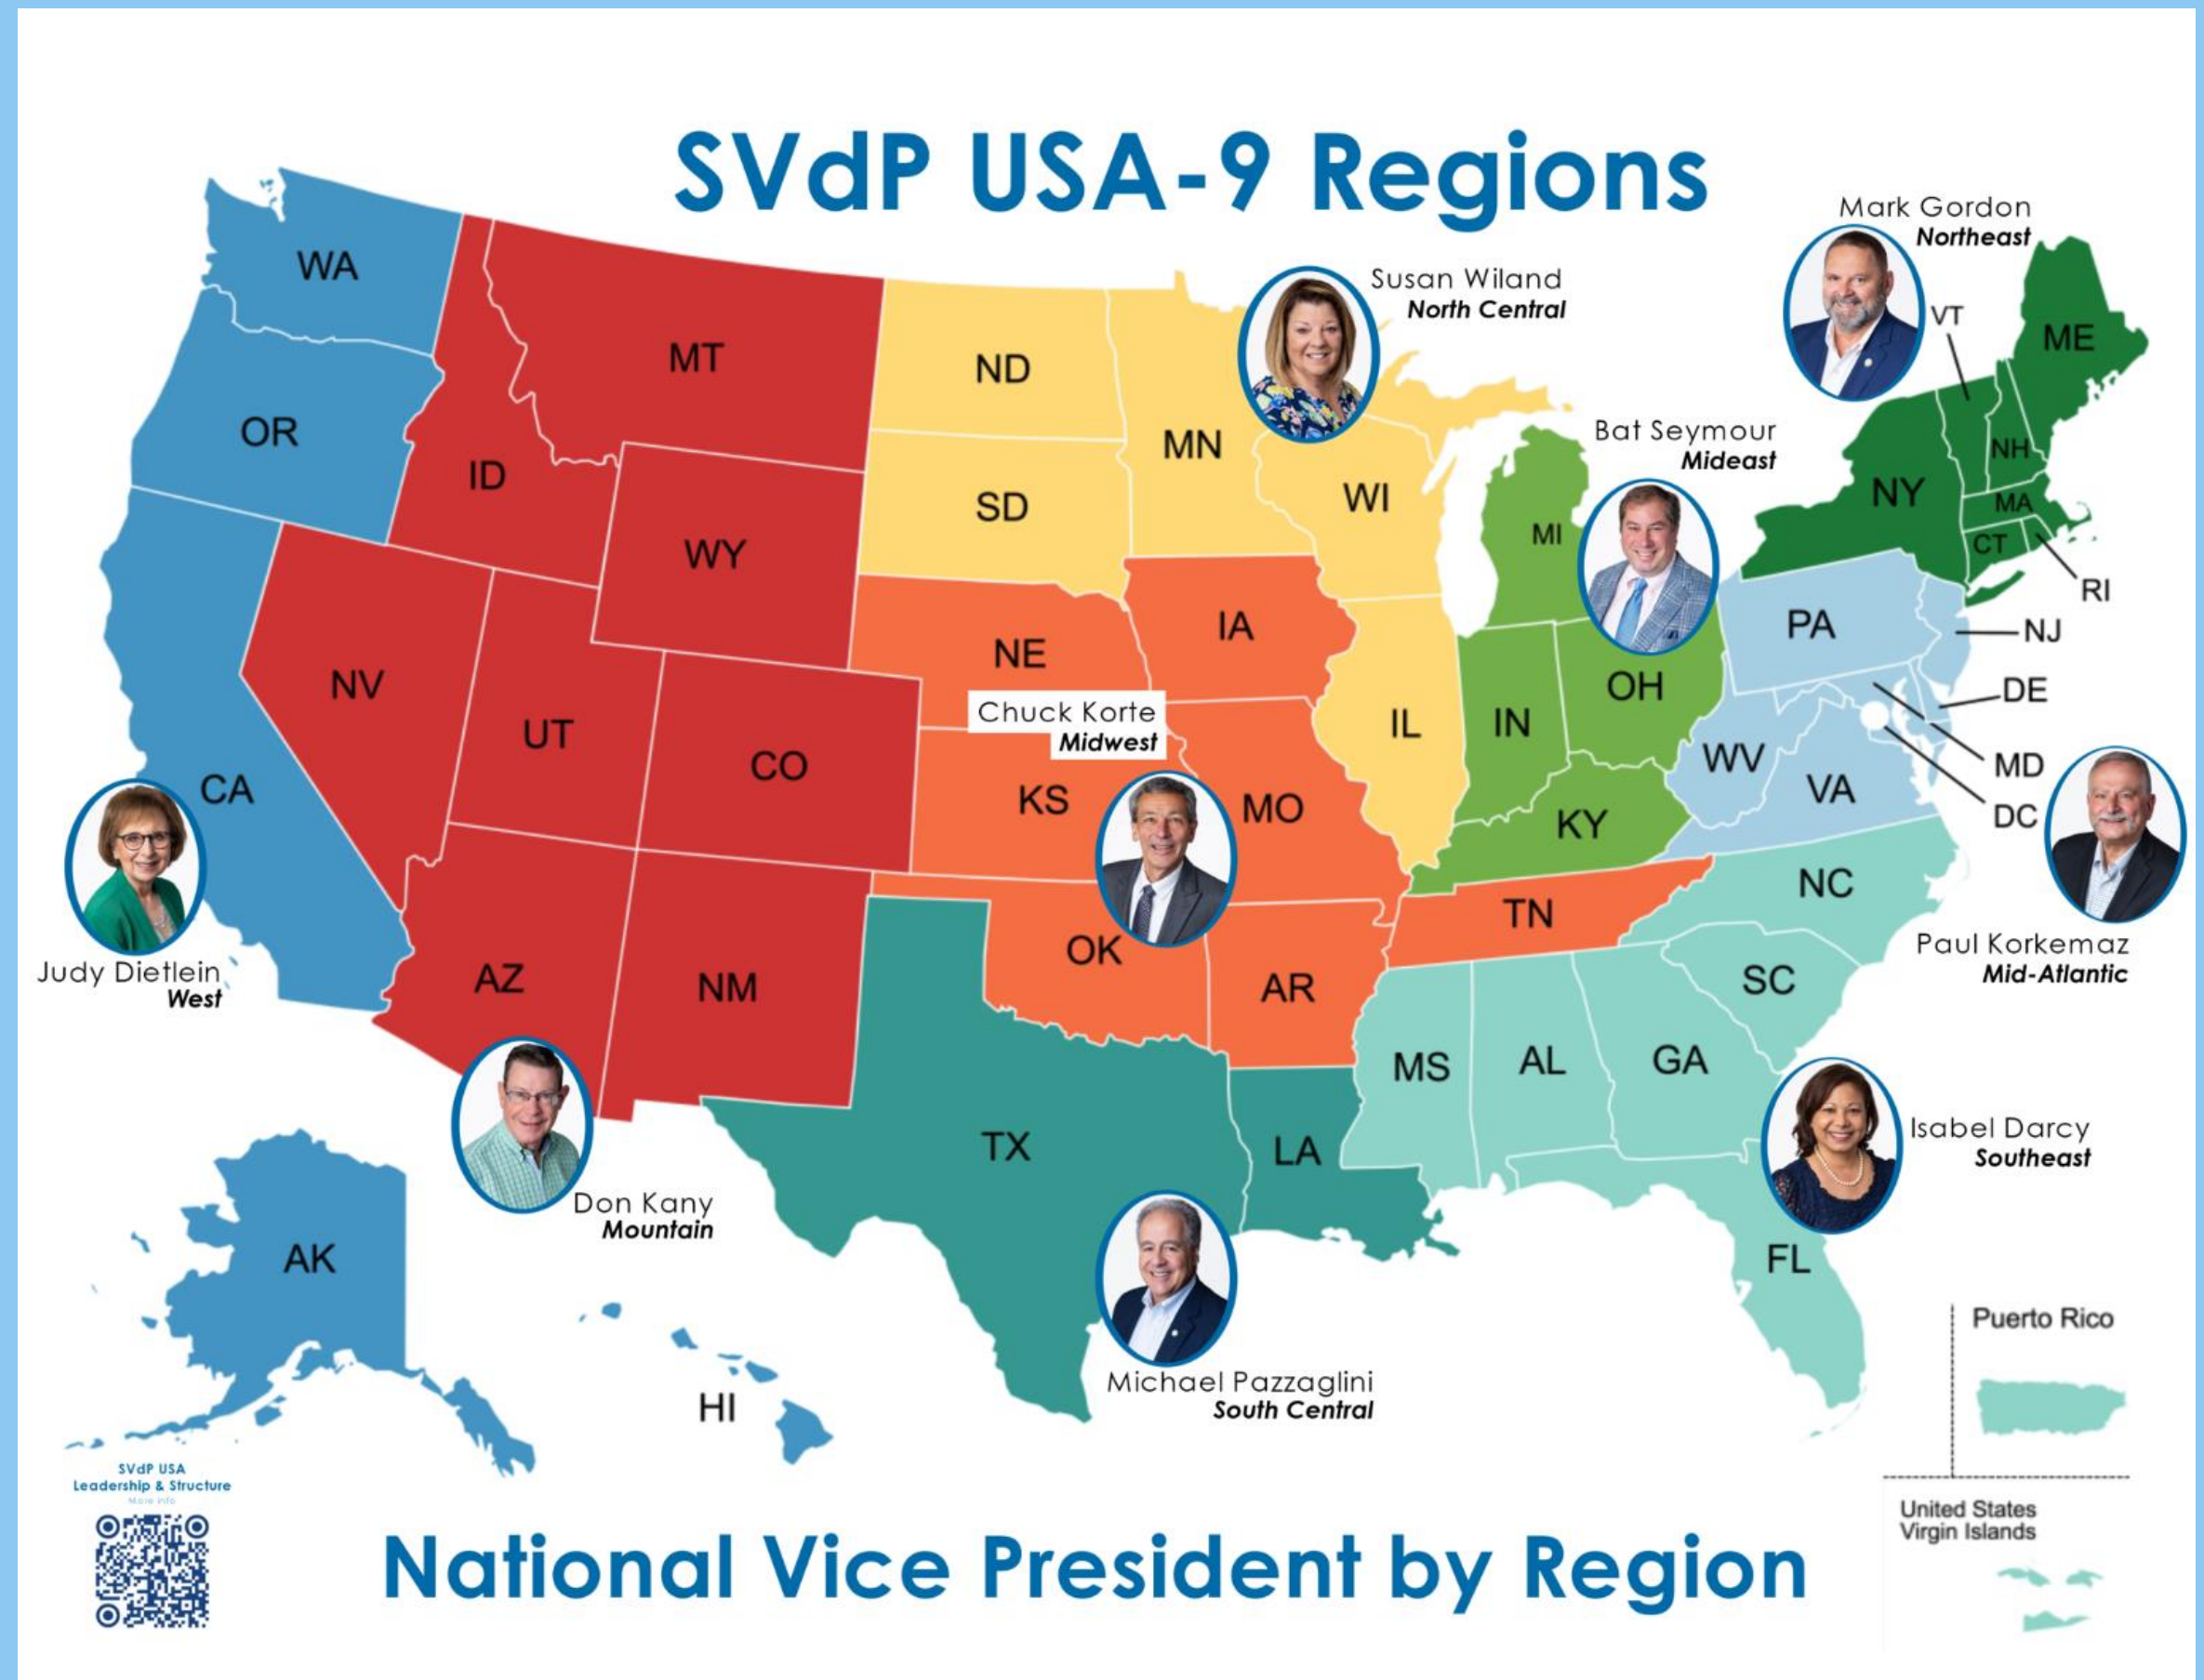 SVdP USA-9 Regions
Mark Gordon
Northeast
Susan Wiland
North Central
WA
VT
ME
MT
ND
OR
Bat Seymour
Mideast
MN
NH
ID
NY
WI
SD
MA
MI
CT
WY
RI
IA
PA
NJ
NE
NV
OH
DE
Chuck Korte
Midwest
IL
IN
UT
CO
WV
MD
CA
VA
KS
MO
DC
KY
NC
TN
Paul Korkemaz
Mid-Atlantic
OK
Judy Dietlein
West
AZ
NM
AR
SC
MS
AL
GA
Isabel Darcy
Southeast
TX
LA
Don Kany
Mountain
AK
FL
Puerto Rico
Michael Pazzaglini
South Central
HI
SVdP USA
Leadership & Structure
More info
United States
Virgin Islands
National Vice President by Region